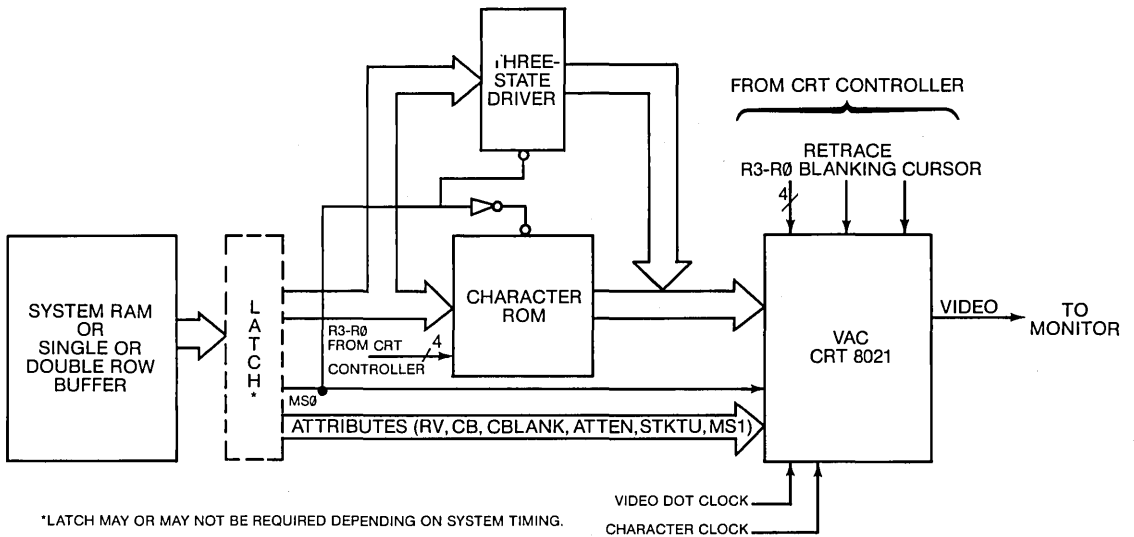 THREE-
STATE
DRIVER
FROM CRT CONTROLLER
RETRACE
R3-RØ BLANKING CURSOR
4
SYSTEM RAM
OR
SINGLE OR
DOUBLE ROW
BUFFER
LATCH*
CHARACTER
ROM
R3-RØ
FROM CRT
CONTROLLER
4
MSØ
VAC
CRT 8021
VIDEO
TO
MONITOR
ATTRIBUTES (RV, CB, CBLANK, ATTEN, STKTU, MS1)
VIDEO DOT CLOCK
CHARACTER CLOCK
*LATCH MAY OR MAY NOT BE REQUIRED DEPENDING ON SYSTEM TIMING.